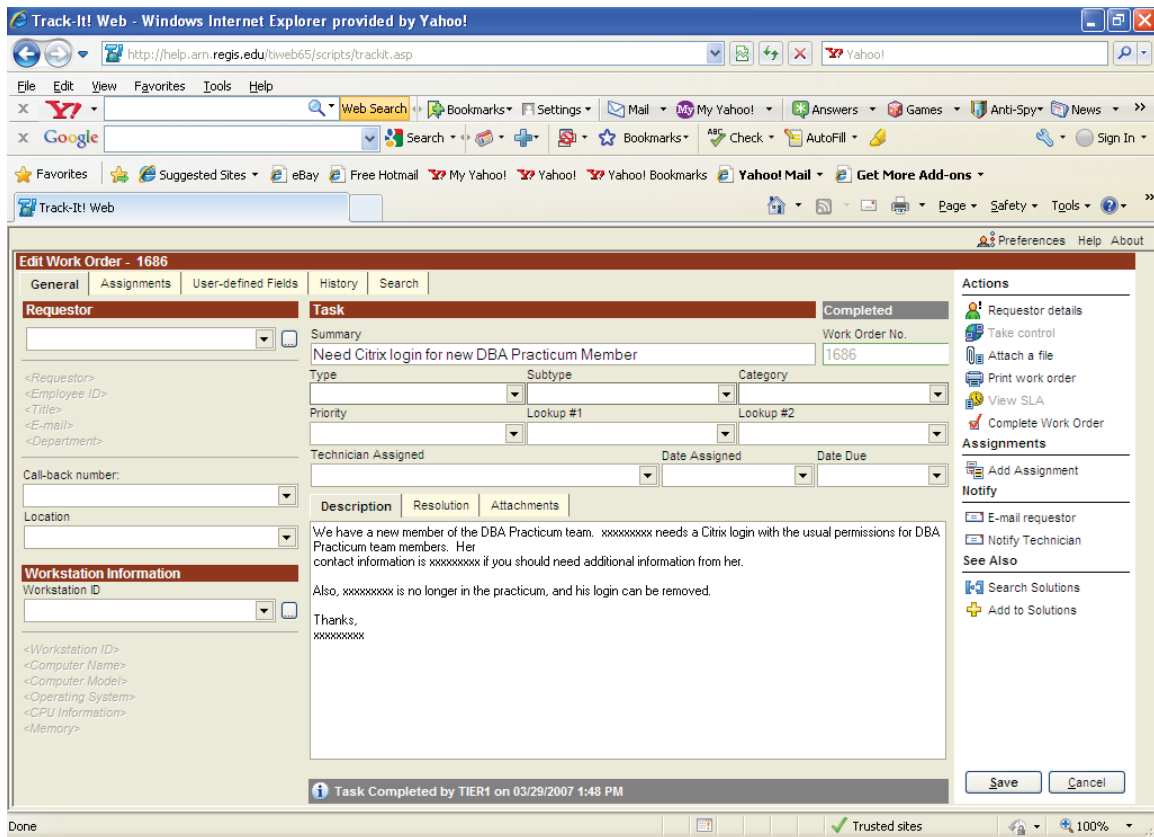 Track-It! Web - Windows Internet Explorer provided by Yahoo!
http://help.arn.regis.edu/tiweb65/scripts/trackit.asp
Yahoo!
File Edit View Favorites Tools Help
x Y! Web Search Bookmarks Settings Mail My My Yahoo! Answers Games Anti-Spy News >>
x Google Search Bookmarks ABC Check AutoFill Sign In
Favorites Suggested Sites eBay Free Hotmail Y! My Yahoo! Y! Yahoo! Y! Yahoo! Bookmarks Yahoo! Mail Get More Add-ons
Track-It! Web Page Safety Tools >>
Preferences Help About
Edit Work Order - 1686
General Assignments User-defined Fields History Search
Requestor
<Requestor>
<Employee ID>
<Title>
<E-mail>
<Department>
Call-back number:
Location
Workstation Information
Workstation ID
<Workstation ID>
<Computer Name>
<Computer Model>
<Operating System>
<CPU Information>
<Memory>
Task Completed
Summary Work Order No.
Need Citrix login for new DBA Practicum Member 1686
Type Subtype Category
Priority Lookup #1 Lookup #2
Technician Assigned Date Assigned Date Due
Description Resolution Attachments
We have a new member of the DBA Practicum team. xxxxxxxxx needs a Citrix login with the usual permissions for DBA
Practicum team members. Her
contact information is xxxxxxxxx if you should need additional information from her.
Also, xxxxxxxxx is no longer in the practicum, and his login can be removed.
Thanks,
xxxxxxxxx
Task Completed by TIER1 on 03/29/2007 1:48 PM
Actions
Requestor details
Take control
Attach a file
Print work order
View SLA
Complete Work Order
Assignments
Add Assignment
Notify
E-mail requestor
Notify Technician
See Also
Search Solutions
Add to Solutions
Save Cancel
Done Trusted sites 100%